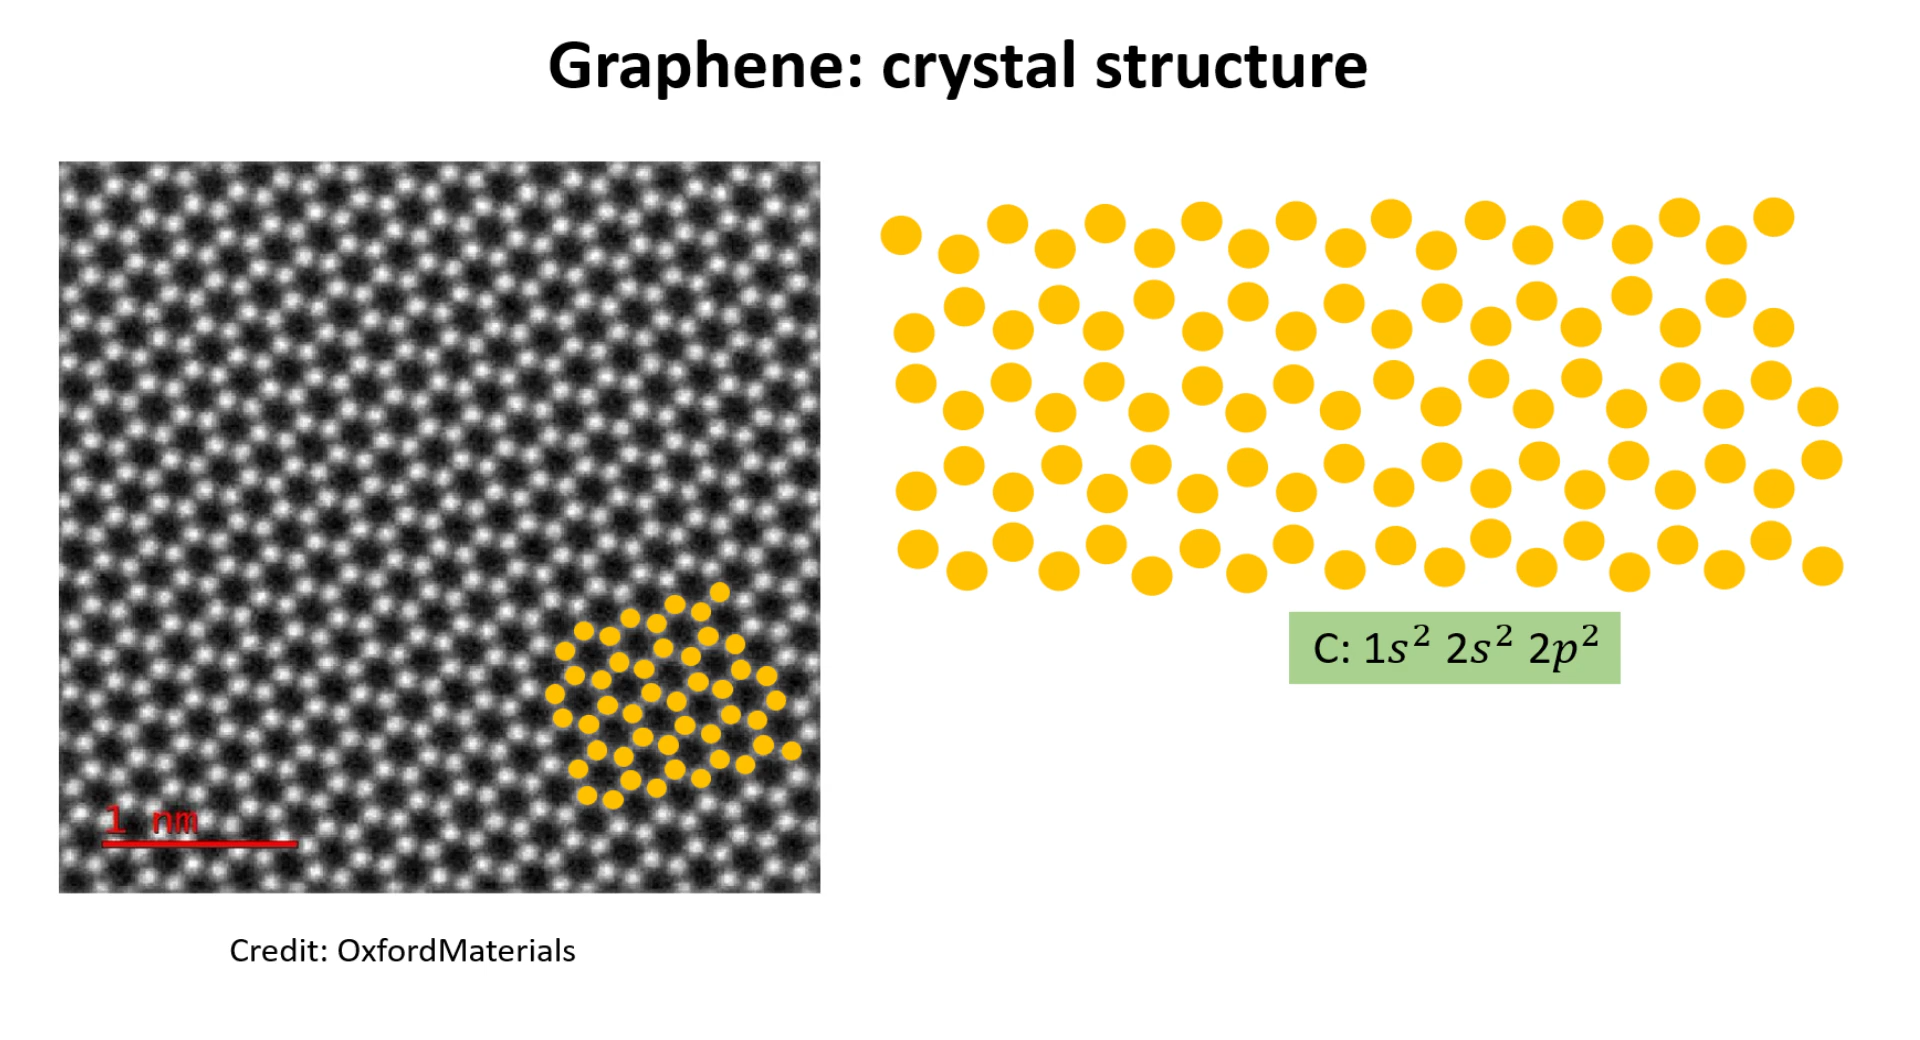 Graphene: crystal structure
1 nm
C: 1s² 2s² 2p²
Credit: OxfordMaterials